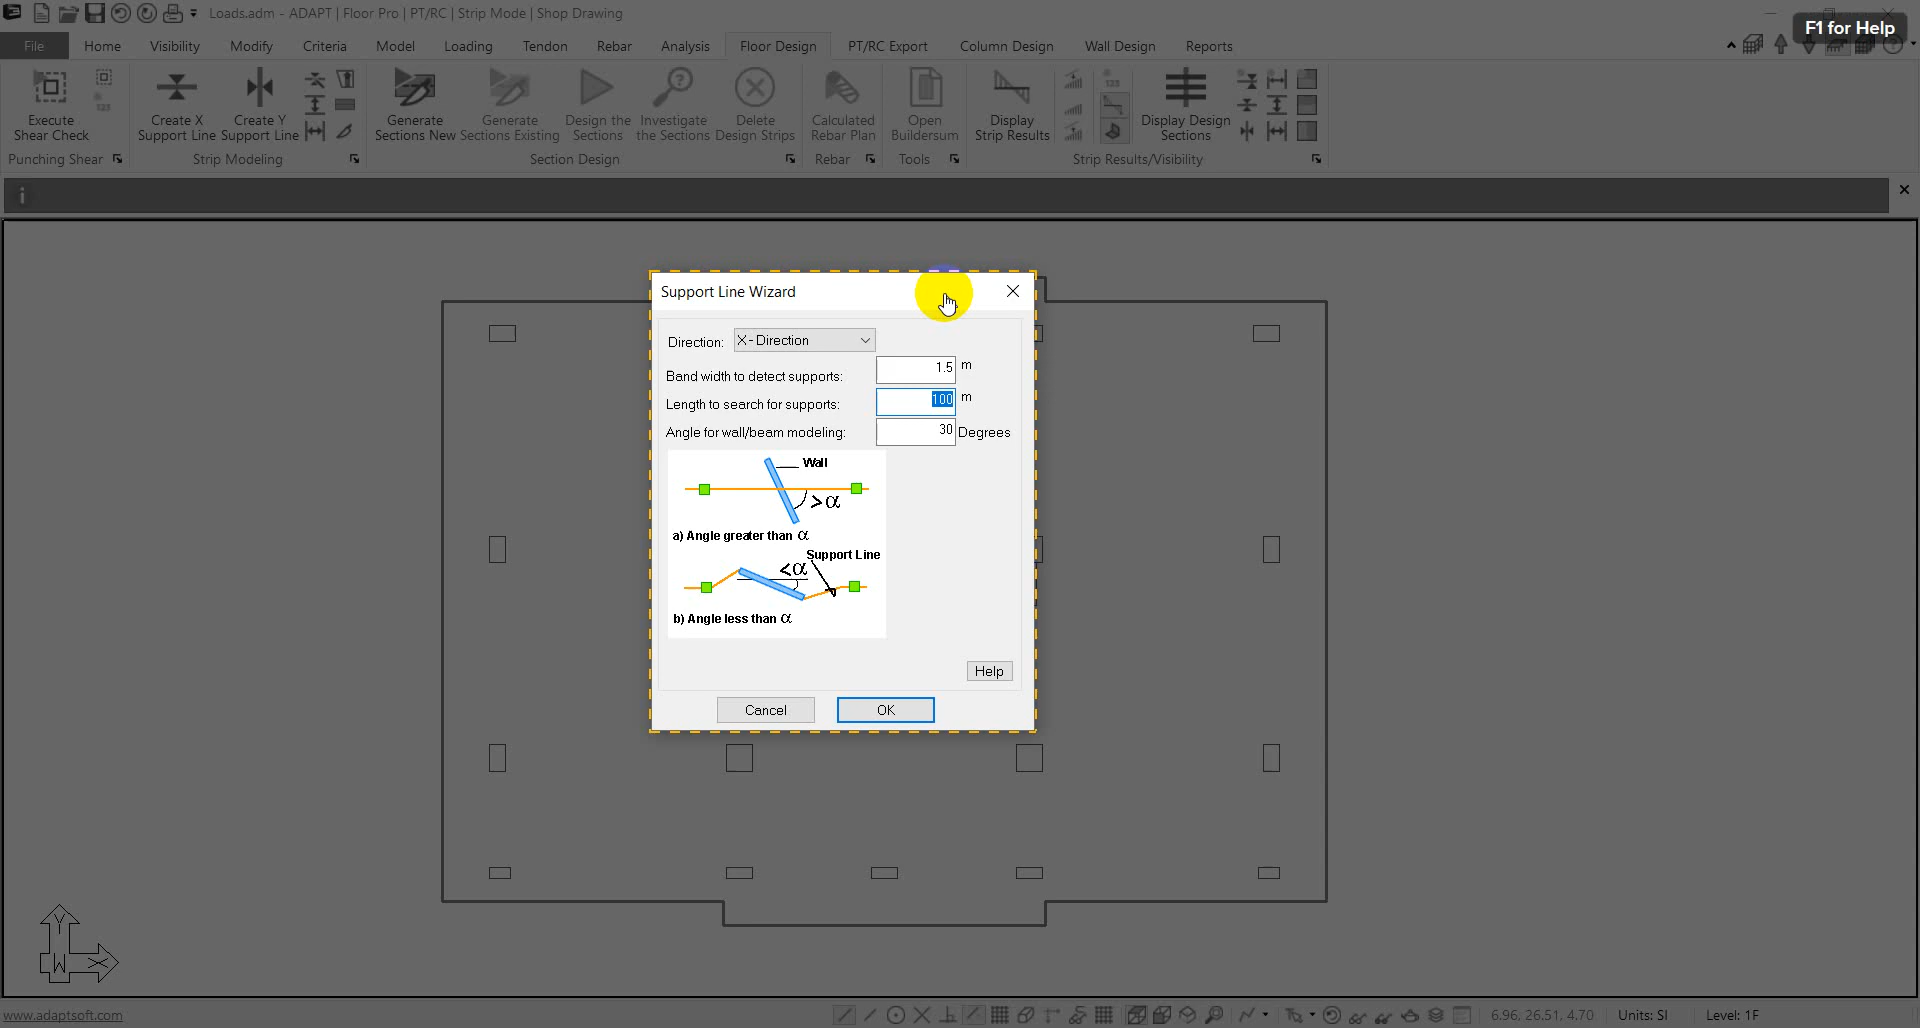 Loads.adm - ADAPT | Floor Pro | PT/RC | Strip Mode | Shop Drawing
F1 for Help
File Home Visibility Modify Criteria Model Loading Tendon Rebar Analysis Floor Design PT/RC Export Column Design Wall Design Reports
Execute Shear Check
Create X Support Line
Create Y Support Line
Generate Sections New
Generate Sections Existing
Design the Sections
Investigate the Sections
Delete Design Strips
Calculated Rebar Plan
Open Buildersum
Display Strip Results
Display Design Sections
Punching Shear Strip Modeling Section Design Rebar Tools Strip Results/Visibility
Support Line Wizard
Direction: X - Direction
Band width to detect supports: 1.5 m
Length to search for supports: 100 m
Angle for wall/beam modeling: 30 Degrees
Wall
>α
a) Angle greater than α
Support Line
<α
b) Angle less than α
Help
Cancel OK
Y
X
www.adaptsoft.com
6.96, 26.51, 4.70 Units: SI Level: 1F